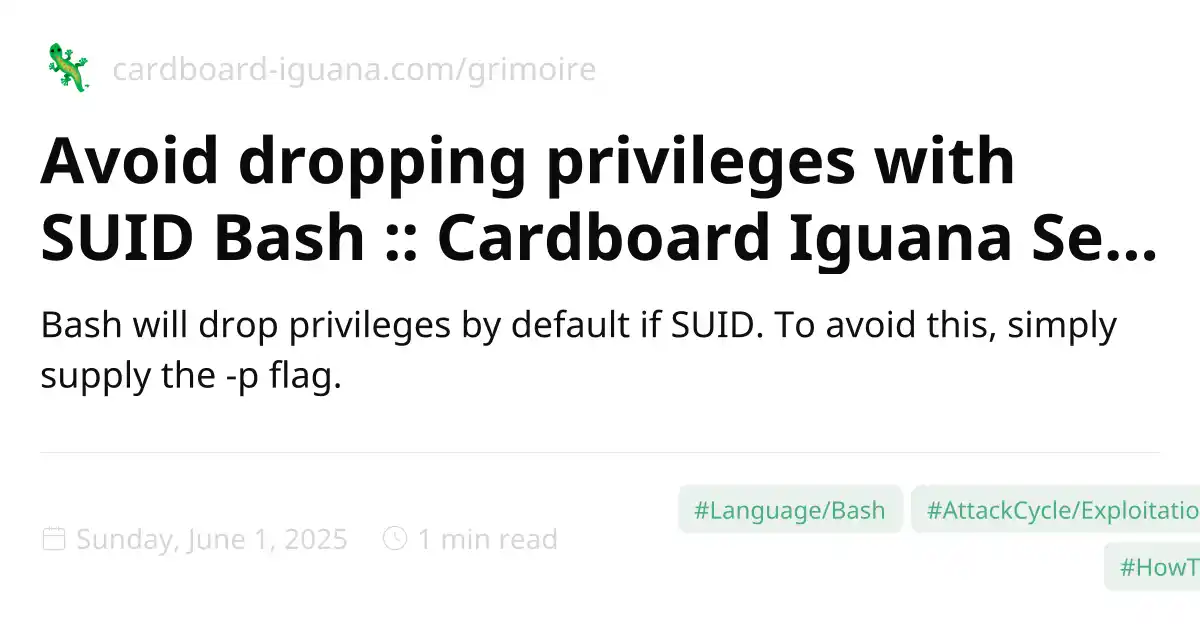 cardboard-iguana.com/grimoire
Avoid dropping privileges with
SUID Bash :: Cardboard Iguana Se...
Bash will drop privileges by default if SUID. To avoid this, simply
supply the -p flag.
#Language/Bash #AttackCycle/Exploitatio
Sunday, June 1, 2025 1 min read
#HowT